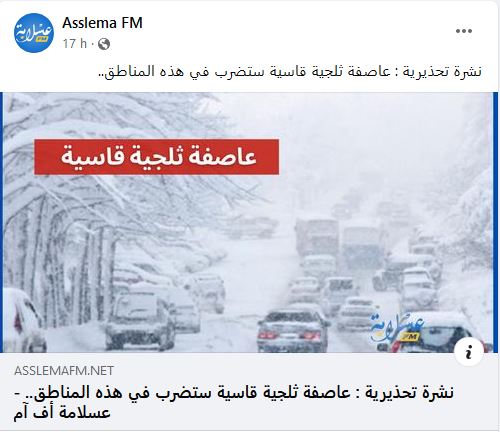 Asslema FM
17 h ·
نشرة تحذيرية : عاصفة ثلجية قاسية ستضرب في هذه المناطق..
عاصفة ثلجية قاسية
عسلامة FM
ASSLEMAFM.NET
نشرة تحذيرية : عاصفة ثلجية قاسية ستضرب في هذه المناطق.. -
عسلامة أف آم